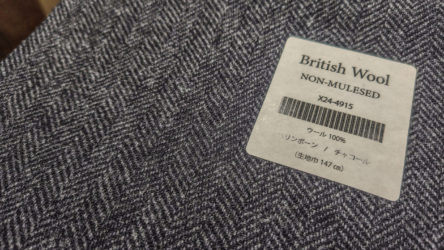 British Wool
NON-MULESED
X24-4915
ウール 100%
リンボーン / チャコール
(生地巾 147 ㎝)